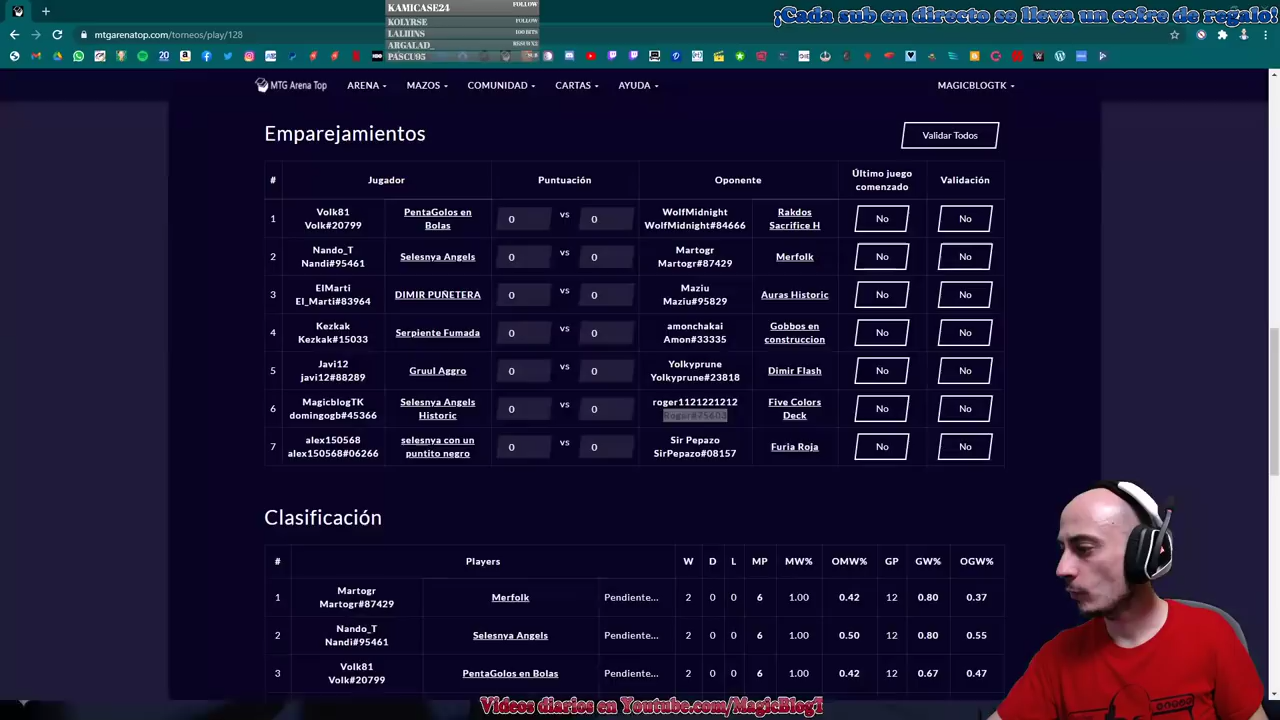 KAMICASE24 FOLLOW
KOLYRSE FOLLOW
LALHINS 100 BITS
ARGALAD_
PASCU05
¡Cada sub en directo se lleva un cofre de regalo!
mtgarenatop.com/torneos/play/128
MTG Arena Top ARENA MAZOS COMUNIDAD CARTAS AYUDA MAGICBLOGTK
Emparejamientos Validar Todos
# Jugador Puntuación Oponente Último juego comenzado Validación
1 Volk81 PentaGolos en Bolas 0 vs 0 WolfMidnight Rakdos Sacrifice H No No
Volk#20799 WolfMidnight#84666
2 Nando_T Selesnya Angels 0 vs 0 Martogr Merfolk No No
Nandi#95461 Martogr#87429
3 ElMarti DIMIR PUÑETERA 0 vs 0 Maziu Auras Historic No No
El_Marti#83964 Maziu#95829
4 Kezkak Serpiente Fumada 0 vs 0 amonchakai Gobbos en construccion No No
Kezkak#15033 Amon#33335
5 Javi12 Gruul Aggro 0 vs 0 Yolkyprune Dimir Flash No No
javi12#88289 Yolkyprune#23818
6 MagicblogTK Selesnya Angels Historic 0 vs 0 roger1121221212 Five Colors Deck No No
domingogb#45366
7 alex150568 selesnya con un puntito negro 0 vs 0 Sir Pepazo Furia Roja No No
alex150568#06266 SirPepazo#08157
Clasificación
# Players W D L MP MW% OMW% GP GW% OGW%
1 Martogr Merfolk Pendiente... 2 0 0 6 1.00 0.42 12 0.80 0.37
Martogr#87429
2 Nando_T Selesnya Angels Pendiente... 2 0 0 6 1.00 0.50 12 0.80 0.55
Nandi#95461
3 Volk81 PentaGolos en Bolas Pendiente... 2 0 0 6 1.00 0.42 12 0.67 0.47
Volk#20799
Videos diarios en Youtube.com/MagicBlogT